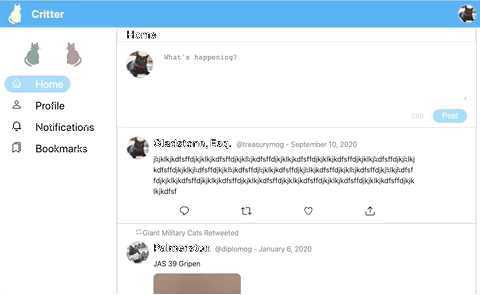 Critter
Home
What's happening?
Home
Profile
280
Post
Notifications
Bookmarks
Gladstone, Esq. @treasurymog - September 10, 2020
Giant Military Cats Retweeted
Palmerston @diplomog - January 6, 2020
JAS 39 Gripen